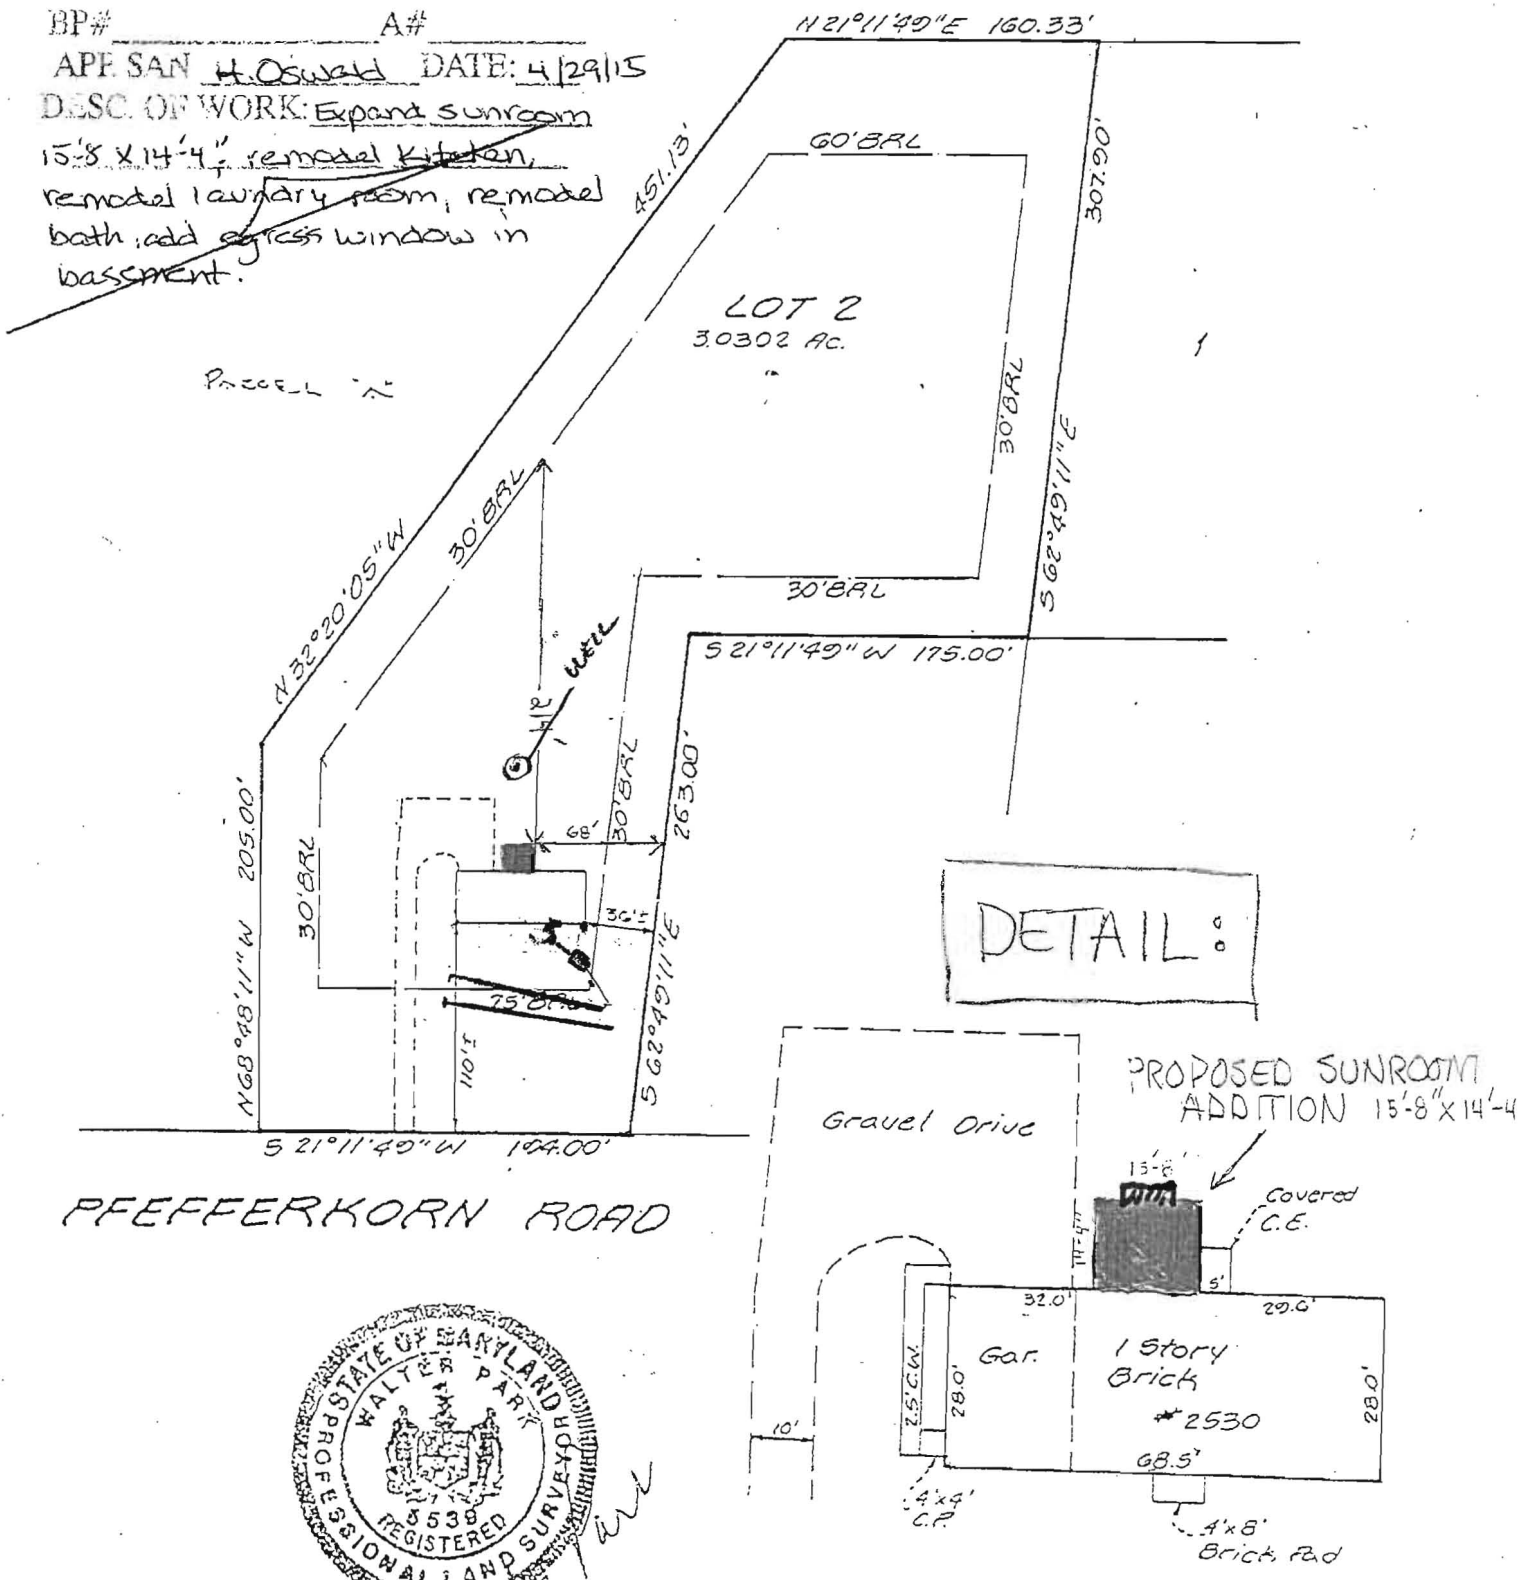 BP# A#
APP. SAN H. Oswald DATE: 4/29/15
DESC. OF WORK: Expand sunroom
15'-8 X 14'-4" remodel kitchen,
remodel laundry room, remodel
bath, add egress window in
bassment.
N 21°11'49"E 160.33'
60' BRL
451.13'
307.90'
LOT 2
3.0302 Ac.
PARCEL "A"
30' BRL
30' BRL
N 32°20'05" W
S 62°49'11" E
30' BRL
S 21°11'49" W 175.00'
WELL
30' BRL
263.00'
68'
N68°48'11" W 205.00'
30' BRL
36'±
75' BRL
110'±
S 62°49'11" E
S 21°11'49" W 194.00'
PFEFFERKORN ROAD
DETAIL:
PROPOSED SUNROOM
ADDITION 15'-8" X 14'-4
Gravel Drive
15'-8"
14'-4"
Covered
C.E.
5'
32.0'
29.6'
Gar.
1 Story
Brick
# 2530
2.5' C.W.
28.0'
28.0'
68.5'
10'
4'x4'
C.P.
4'x8'
Brick Pad
STATE OF MARYLAND
WALTER PARK
5539
REGISTERED
PROFESSIONAL LAND SURVEYOR